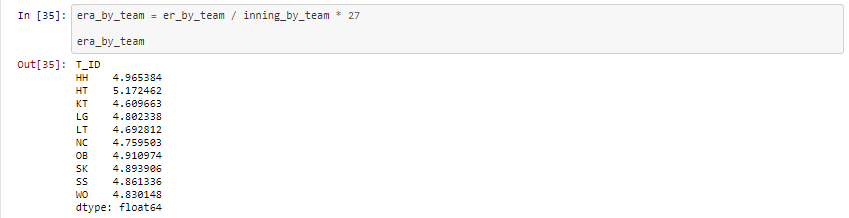 In [35]: era_by_team = er_by_team / inning_by_team * 27
era_by_team
Out[35]: T_ID
HH    4.965384
HT    5.172462
KT    4.609663
LG    4.802338
LT    4.692812
NC    4.759503
OB    4.910974
SK    4.893906
SS    4.861336
WO    4.830148
dtype: float64